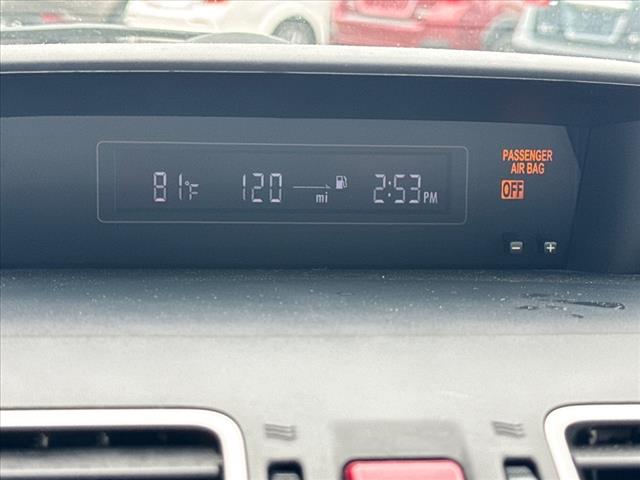 81°F 120 mi 2:53 PM
PASSENGER
AIR BAG
OFF
- +